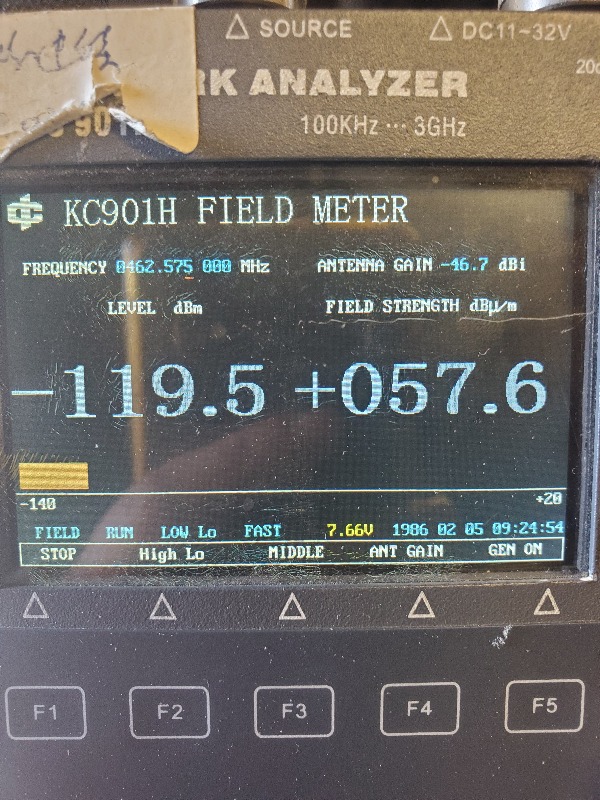 △ SOURCE △ DC11~32V
RK ANALYZER
100KHz ··· 3GHz
KC901H FIELD METER
FREQUENCY 0462.575 000 MHz ANTENNA GAIN -46.7 dBi
LEVEL dBm FIELD STRENGTH dBμ/m
-119.5 +057.6
-140 +20
FIELD RUN LOW Lo FAST 7.66V 1986 02 05 09:24:54
STOP High Lo MIDDLE ANT GAIN GEN ON
F1 F2 F3 F4 F5